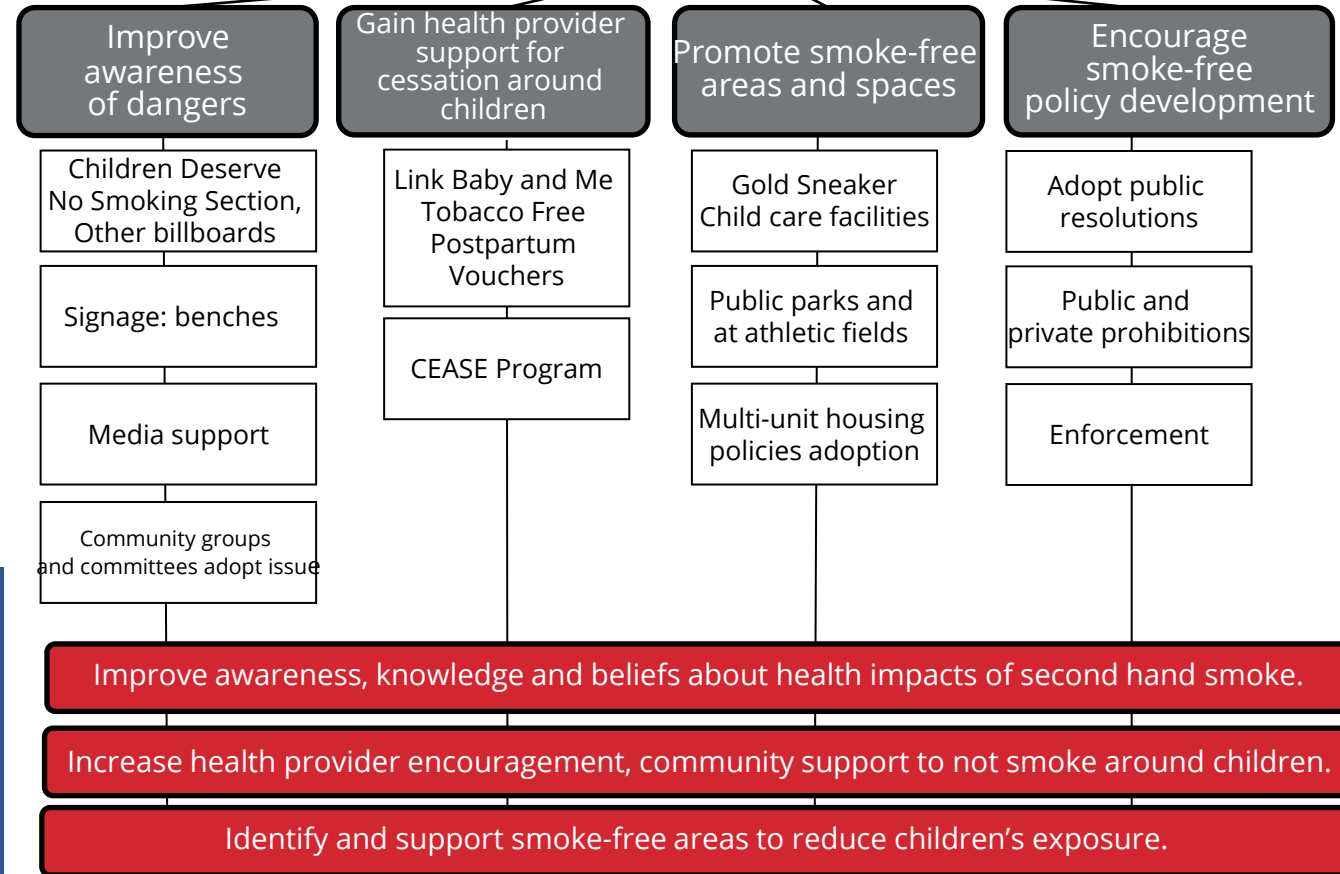 Improve
awareness
of dangers
Children Deserve
No Smoking Section,
Other billboards
Signage: benches
Media support
Community groups
and committees adopt issue
Gain health provider
support for
cessation around
children
Link Baby and Me
Tobacco Free
Postpartum
Vouchers
CEASE Program
Promote smoke-free
areas and spaces
Gold Sneaker
Child care facilities
Public parks and
at athletic fields
Multi-unit housing
policies adoption
Encourage
smoke-free
policy development
Adopt public
resolutions
Public and
private prohibitions
Enforcement
Improve awareness, knowledge and beliefs about health impacts of second hand smoke.
Increase health provider encouragement, community support to not smoke around children.
Identify and support smoke-free areas to reduce children’s exposure.